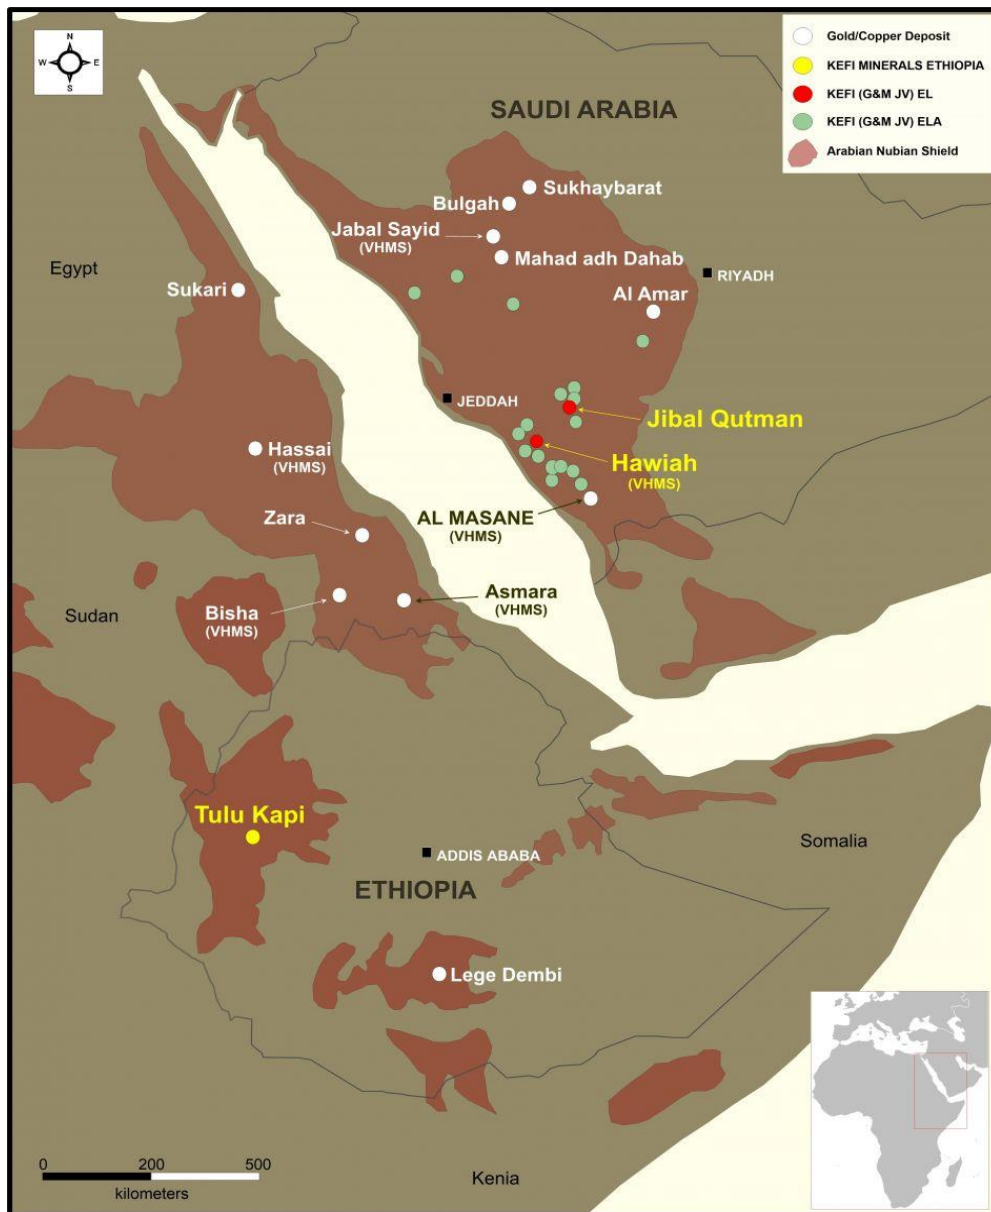 N
W
E
S
Gold/Copper Deposit
KEFI MINERALS ETHIOPIA
KEFI (G&M JV) EL
KEFI (G&M JV) ELA
Arabian Nubian Shield
SAUDI ARABIA
Sukhaybarat
Bulgah
Jabal Sayid
(VHMS)
Mahad adh Dahab
Egypt
RIYADH
Sukari
Al Amar
JEDDAH
Jibal Qutman
Hassai
(VHMS)
Hawiah
(VHMS)
Zara
AL MASANE
(VHMS)
Sudan
Bisha
(VHMS)
Asmara
(VHMS)
Tulu Kapi
ADDIS ABABA
Somalia
ETHIOPIA
Lege Dembi
0
200
500
kilometers
Kenia